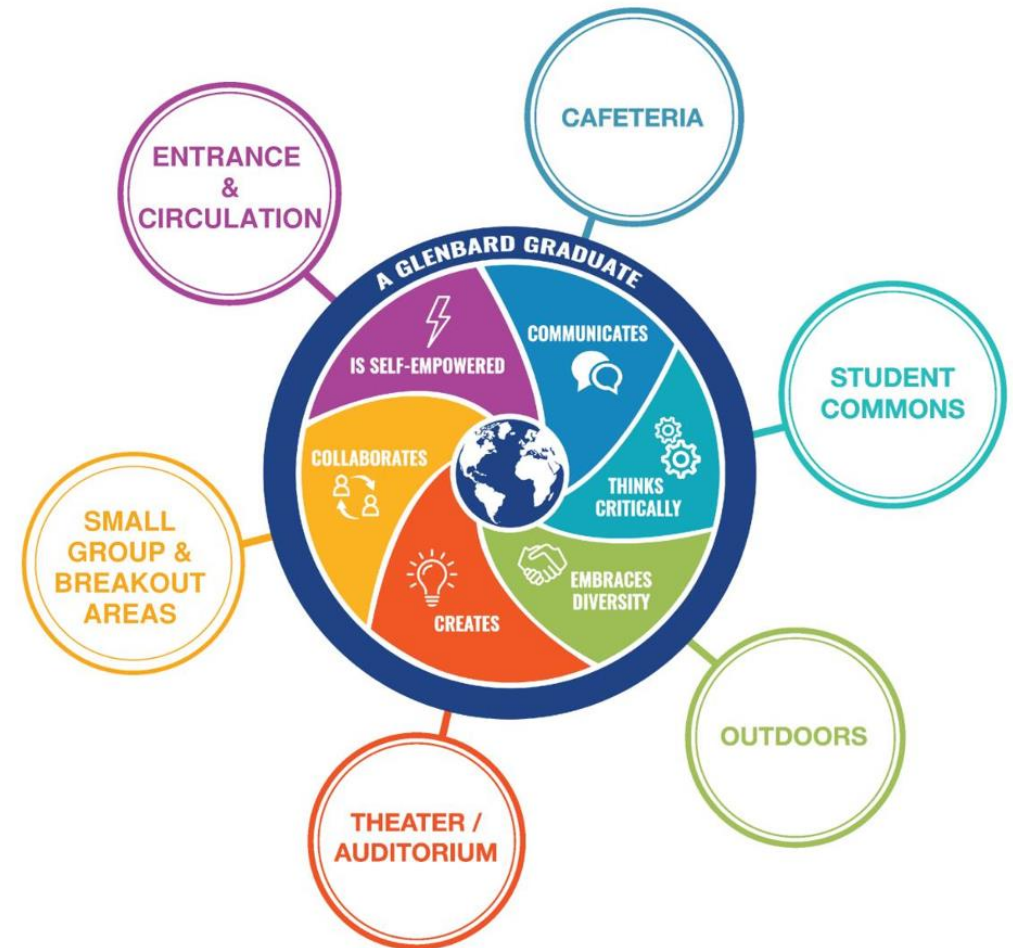 CAFETERIA
ENTRANCE
&
CIRCULATION
A GLENBARD GRADUATE
COMMUNICATES
IS SELF-EMPOWERED
STUDENT
COMMONS
COLLABORATES
THINKS
CRITICALLY
SMALL
GROUP &
BREAKOUT
AREAS
EMBRACES
DIVERSITY
CREATES
OUTDOORS
THEATER /
AUDITORIUM